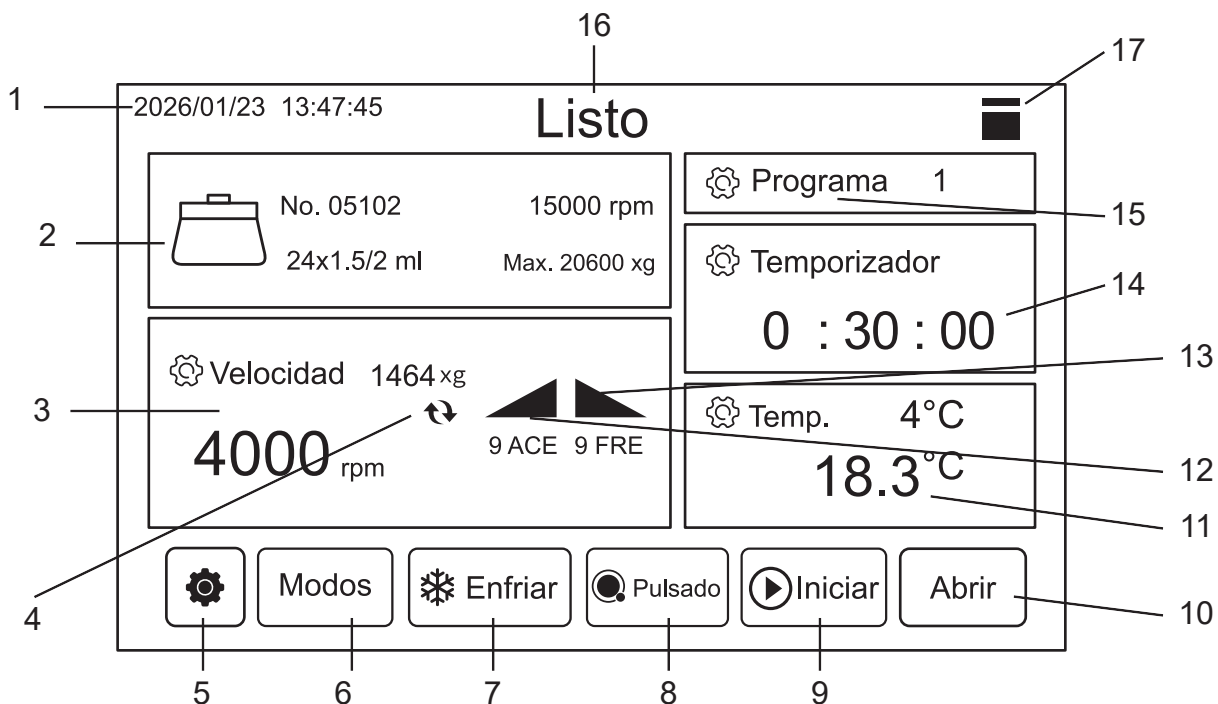 16
17
1
2026/01/23 13:47:45
Listo
2
No. 05102 15000 rpm
24x1.5/2 ml Max. 20600 xg
Programa 1
15
Temporizador
14
0 : 30 : 00
13
3
Velocidad 1464 xg
4000 rpm
9 ACE 9 FRE
Temp. 4°C
18.3°C
12
11
4
Modos
Enfriar
Pulsado
Iniciar
Abrir
10
5
6
7
8
9